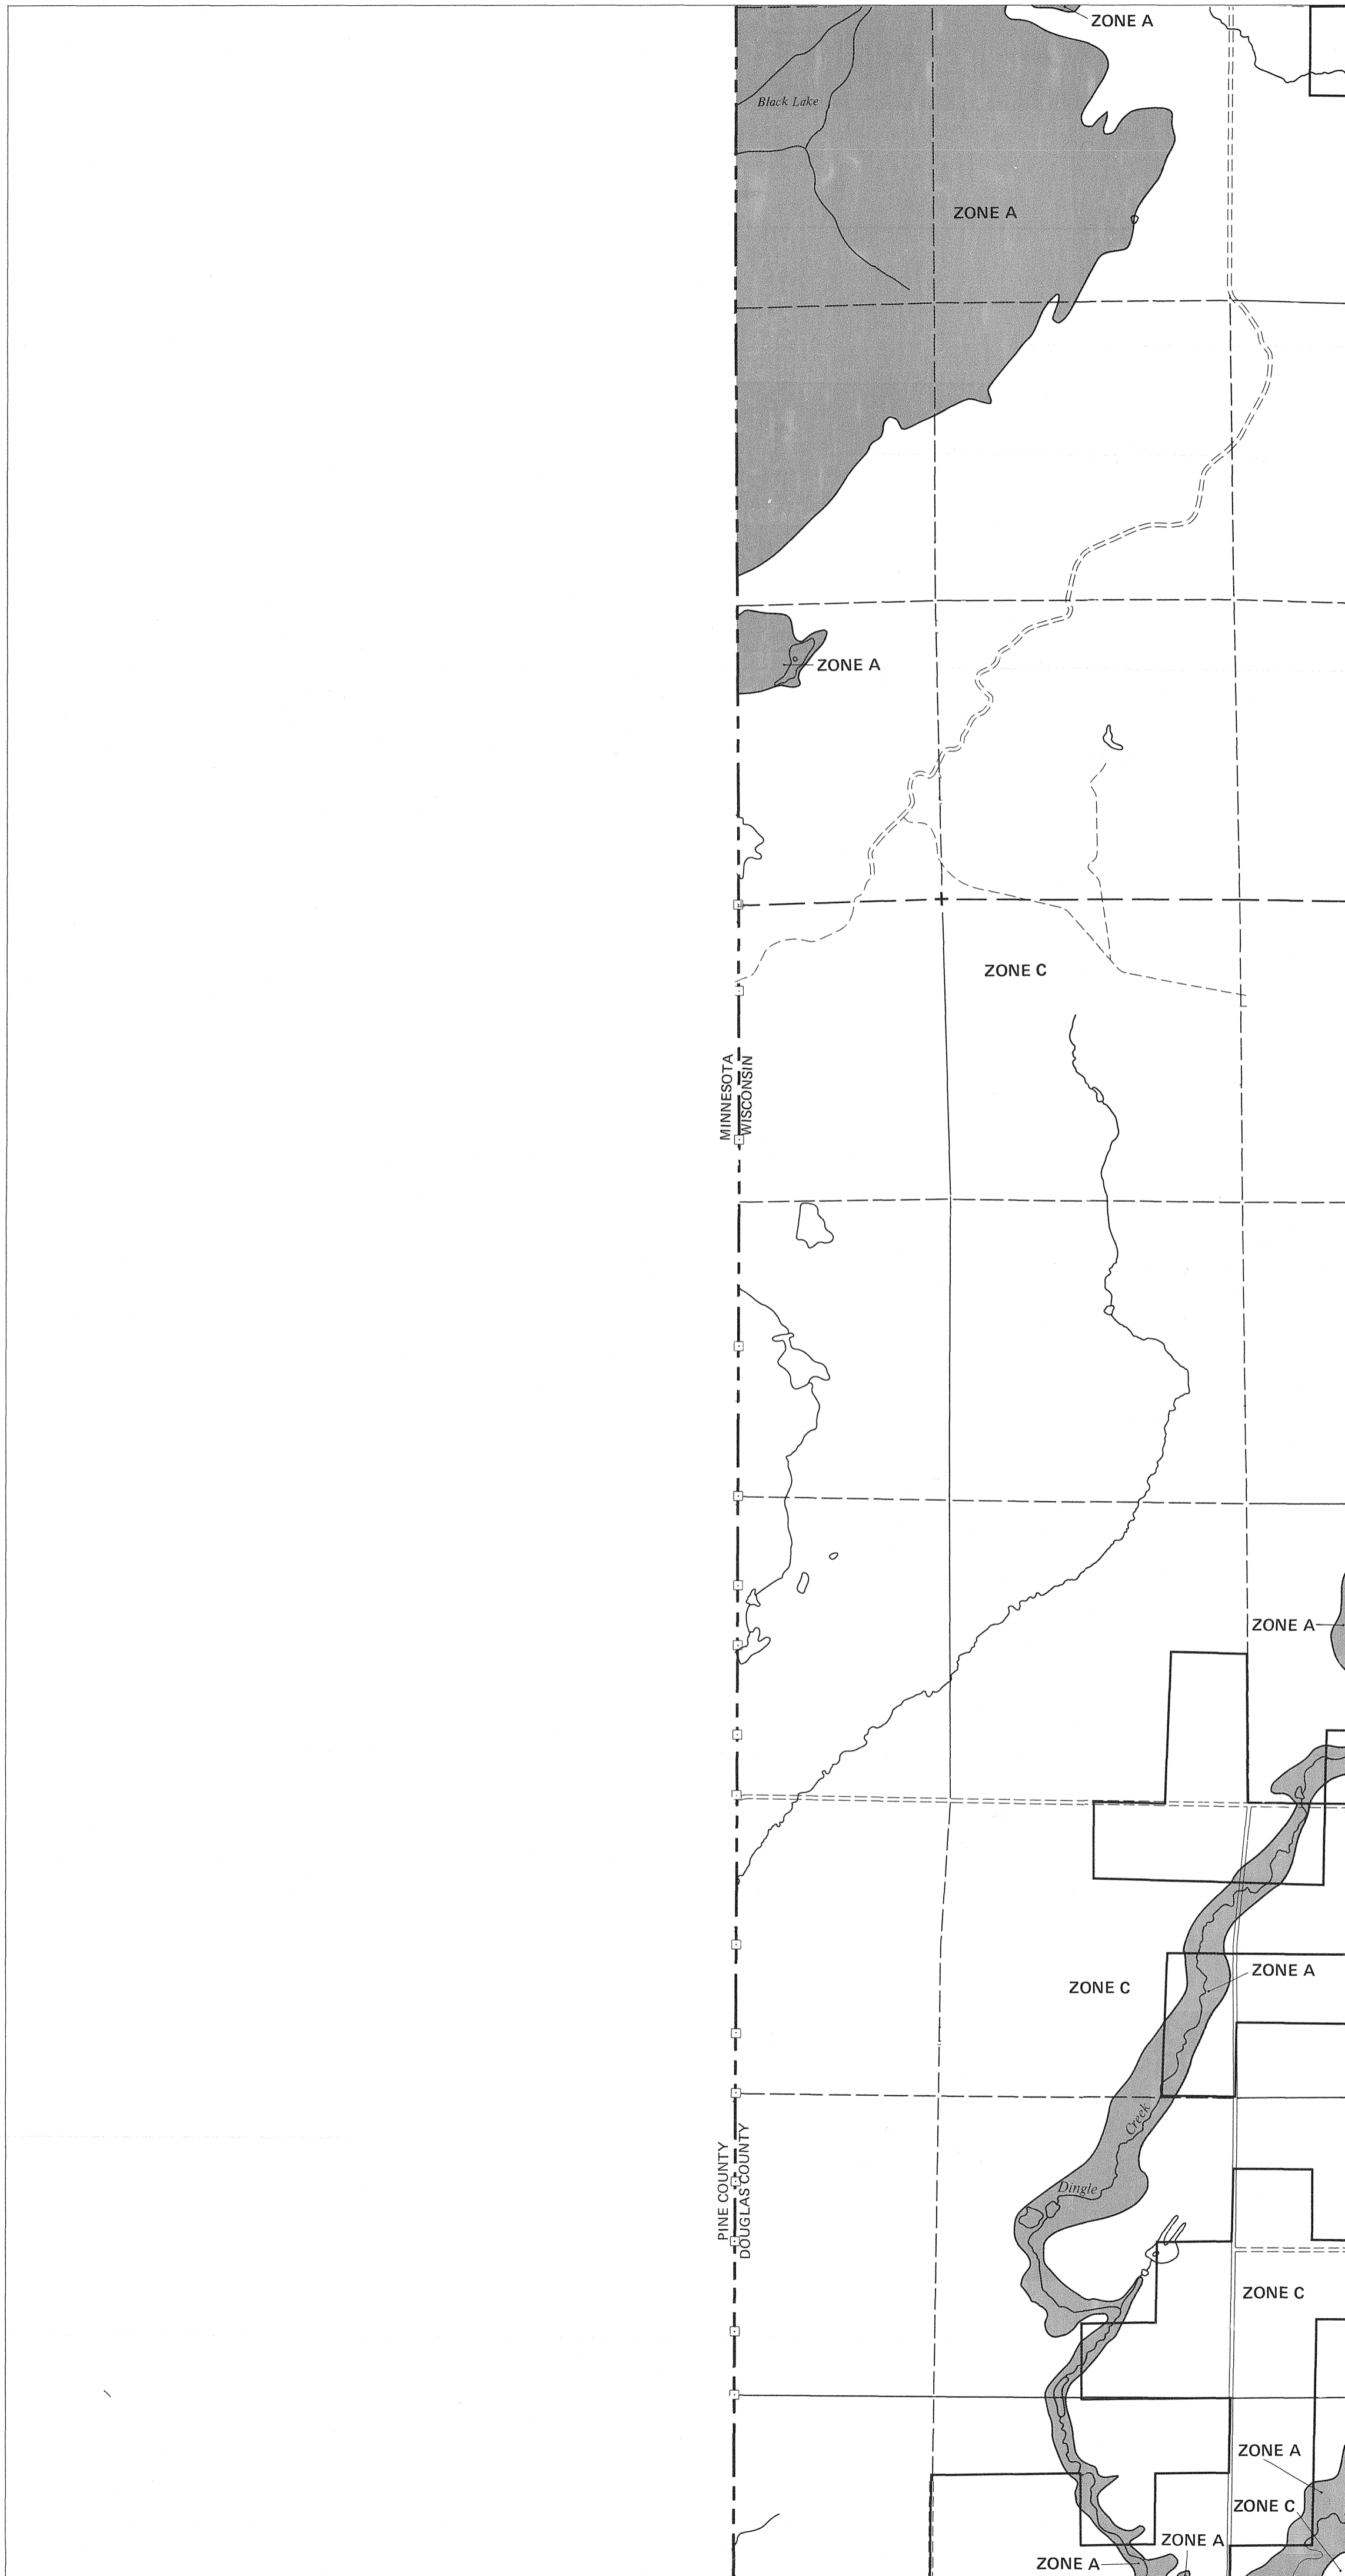 ZONE A
Black Lake
ZONE A
ZONE A
ZONE C
MINNESOTA
WISCONSIN
ZONE A
ZONE A
ZONE C
Creek
PINE COUNTY
DOUGLAS COUNTY
Dingle
ZONE C
ZONE A
ZONE C
ZONE A
ZONE A